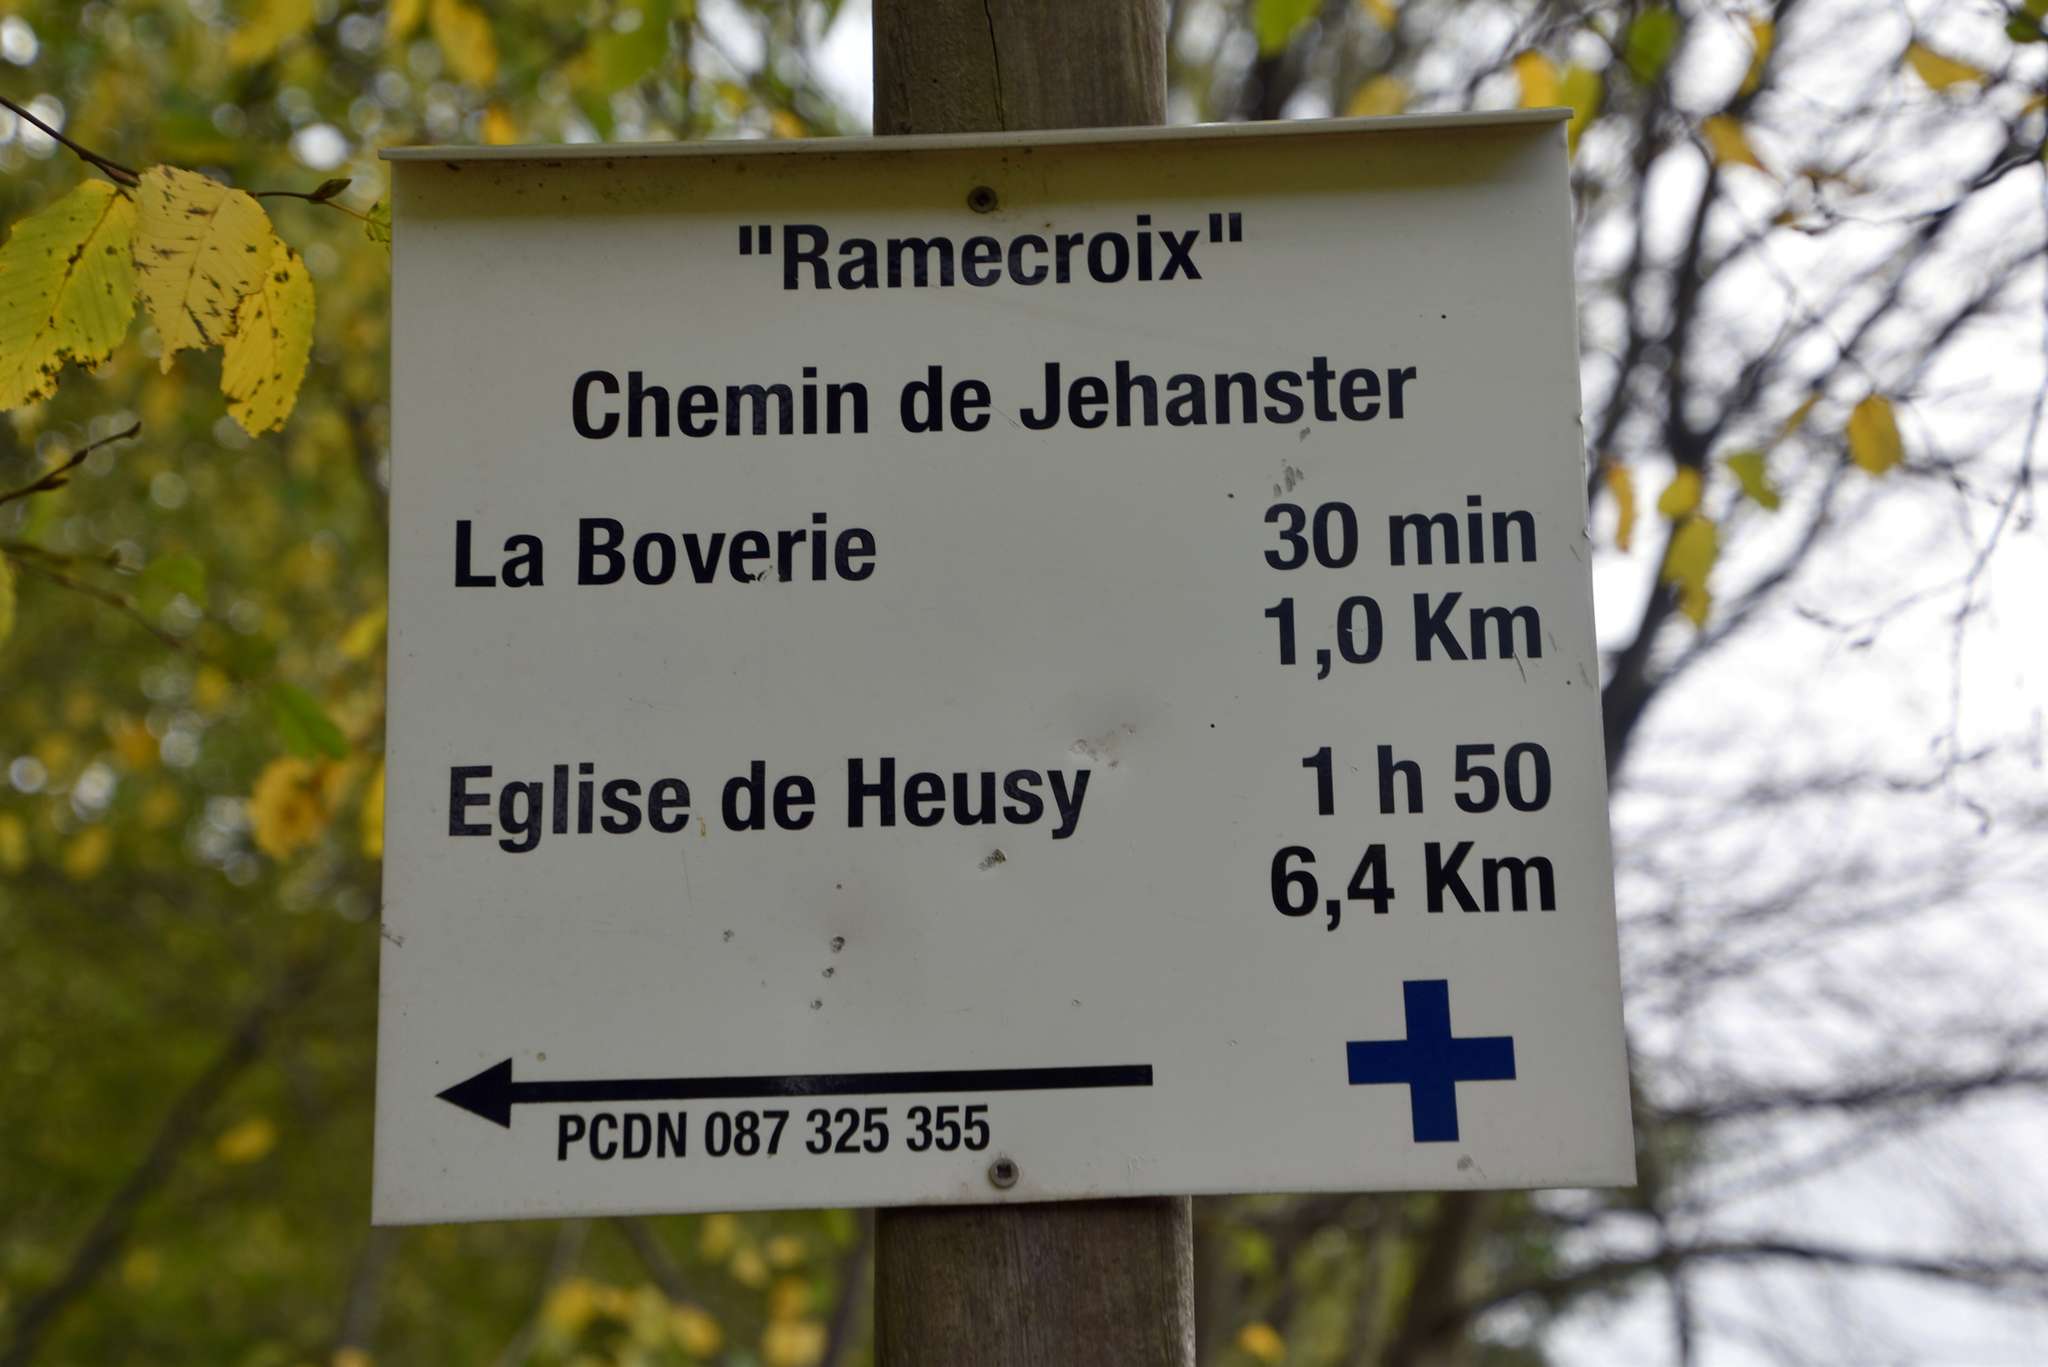 "Ramecroix"
Chemin de Jehanster
La Boverie 30 min
1,0 Km
Eglise de Heusy 1 h 50
6,4 Km
PCDN 087 325 355